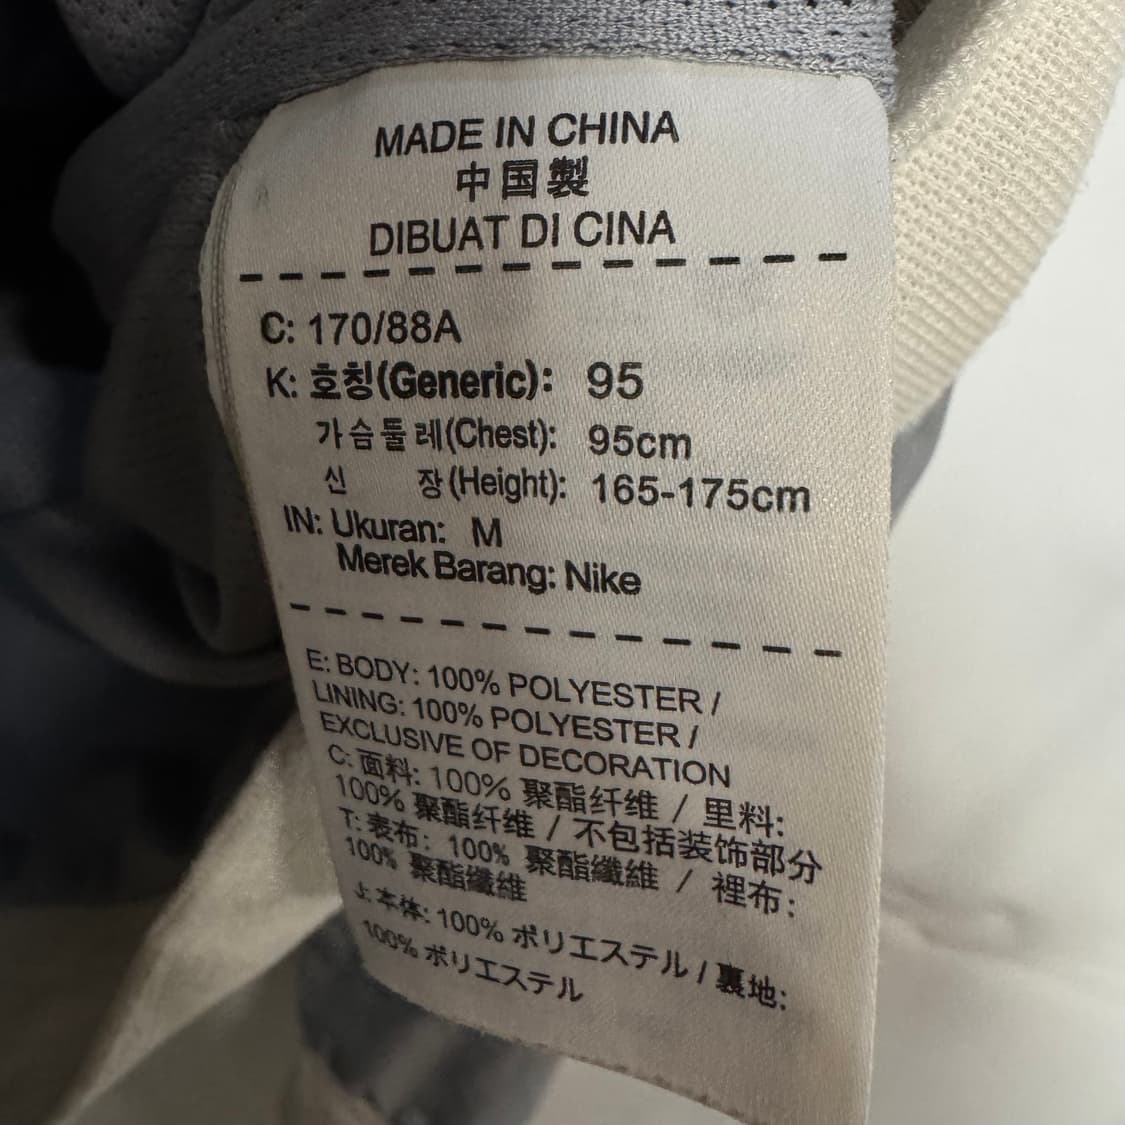 MADE IN CHINA
中国製
DIBUAT DI CINA
C: 170/88A
K: 호칭(Generic): 95
가슴둘레(Chest): 95cm
신 장(Height): 165-175cm
IN: Ukuran: M
Merek Barang: Nike
E: BODY: 100% POLYESTER /
LINING: 100% POLYESTER /
EXCLUSIVE OF DECORATION
C: 面料: 100% 聚酯纤维 / 里料:
100% 聚酯纤维 / 不包括装饰部分
T: 表布: 100% 聚酯纖維 / 裡布:
100% 聚酯纖維
J: 本体: 100% ポリエステル / 裏地:
100% ポリエステル